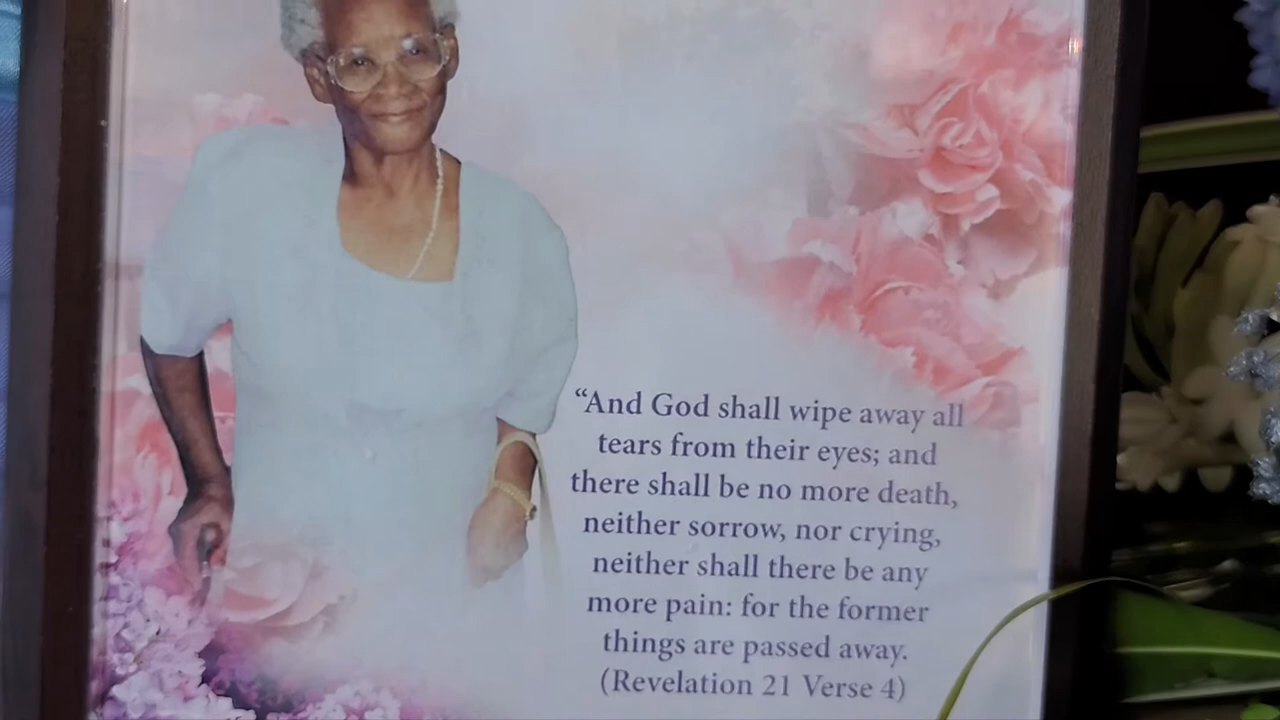 “And God shall wipe away all
tears from their eyes; and
there shall be no more death,
neither sorrow, nor crying,
neither shall there be any
more pain: for the former
things are passed away.
(Revelation 21 Verse 4)